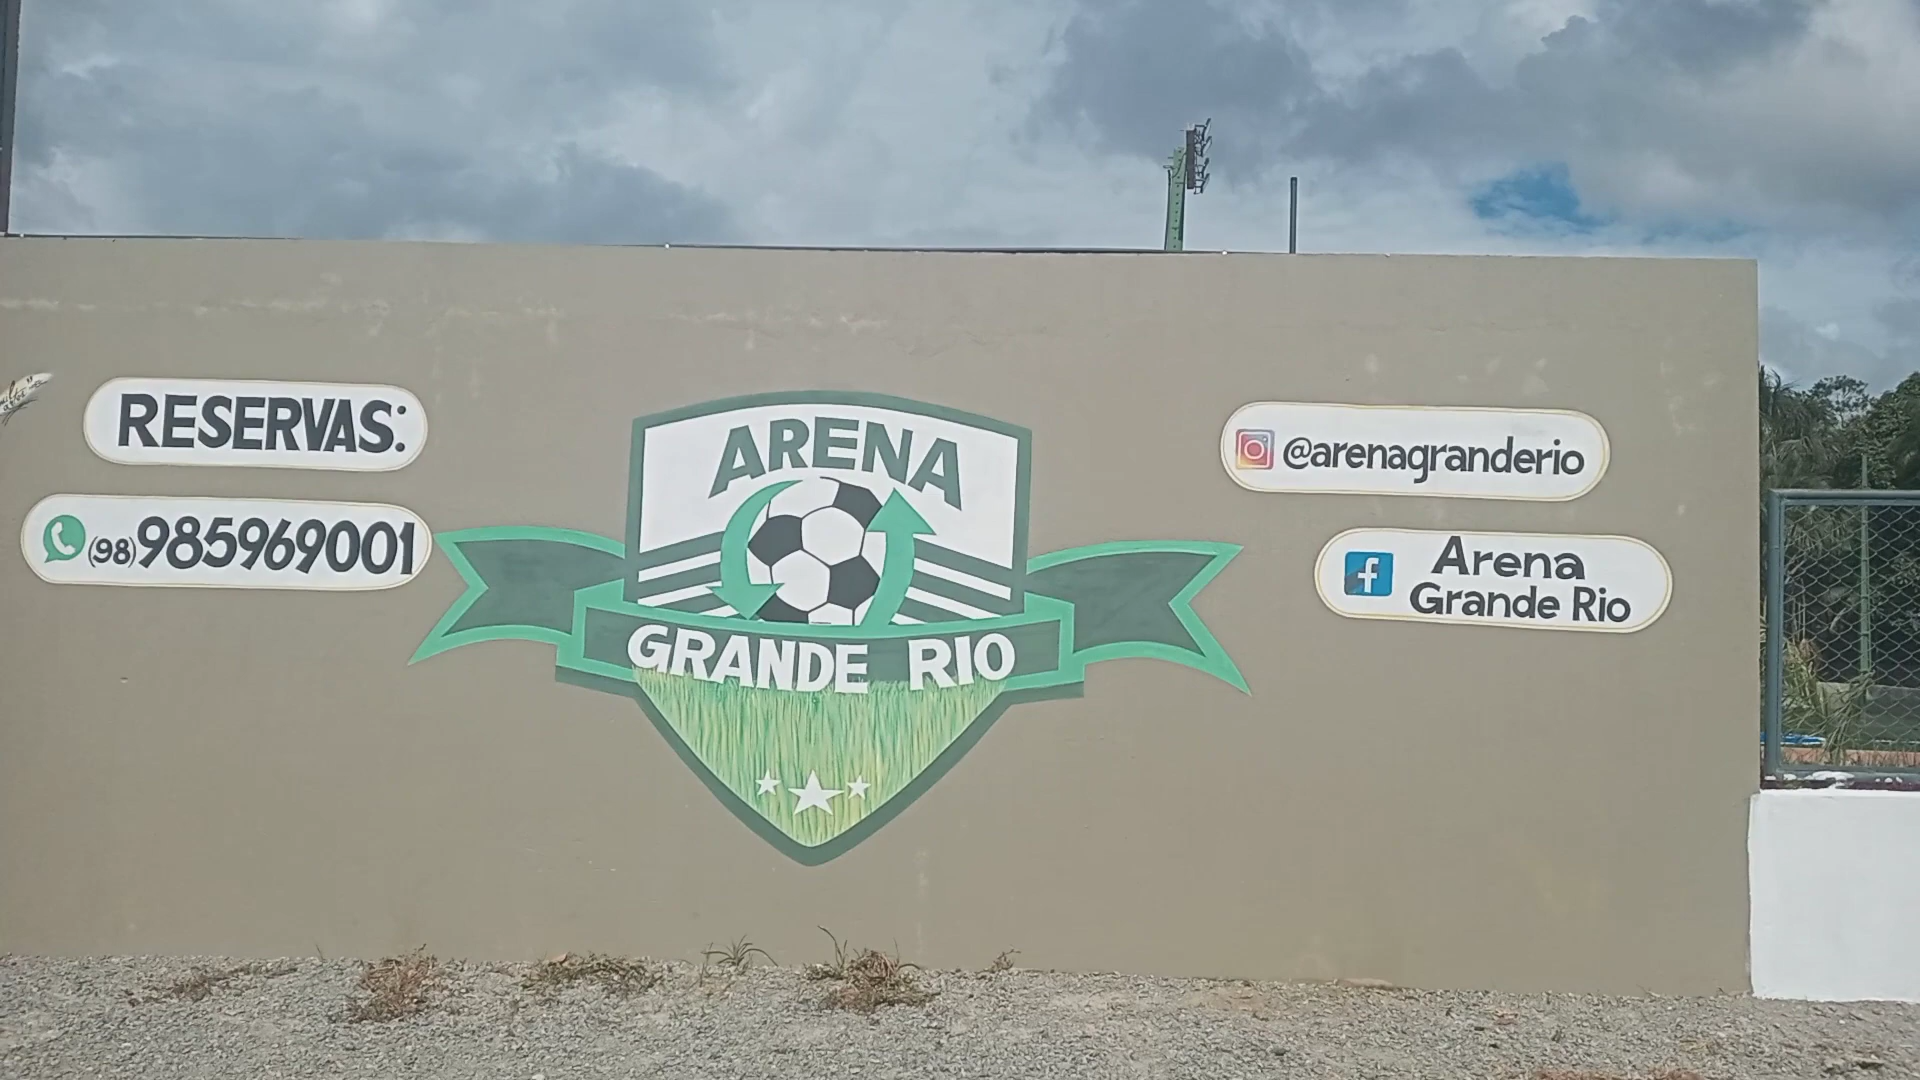 RESERVAS:
(98)985969001
ARENA
GRANDE RIO
@arenagranderio
Arena
Grande Rio